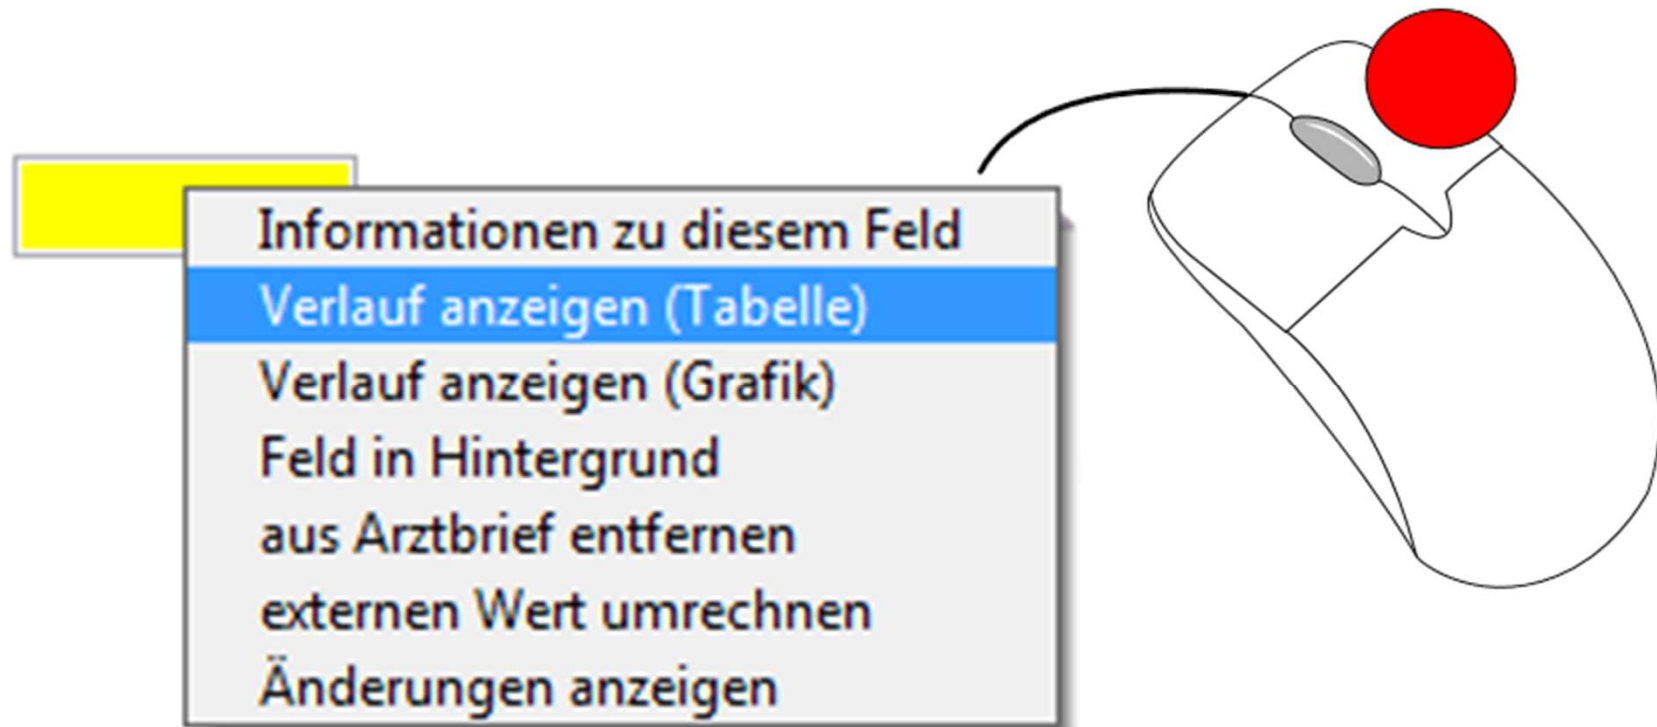 Informationen zu diesem Feld
Verlauf anzeigen (Tabelle)
Verlauf anzeigen (Grafik)
Feld in Hintergrund
aus Arztbrief entfernen
externen Wert umrechnen
Änderungen anzeigen